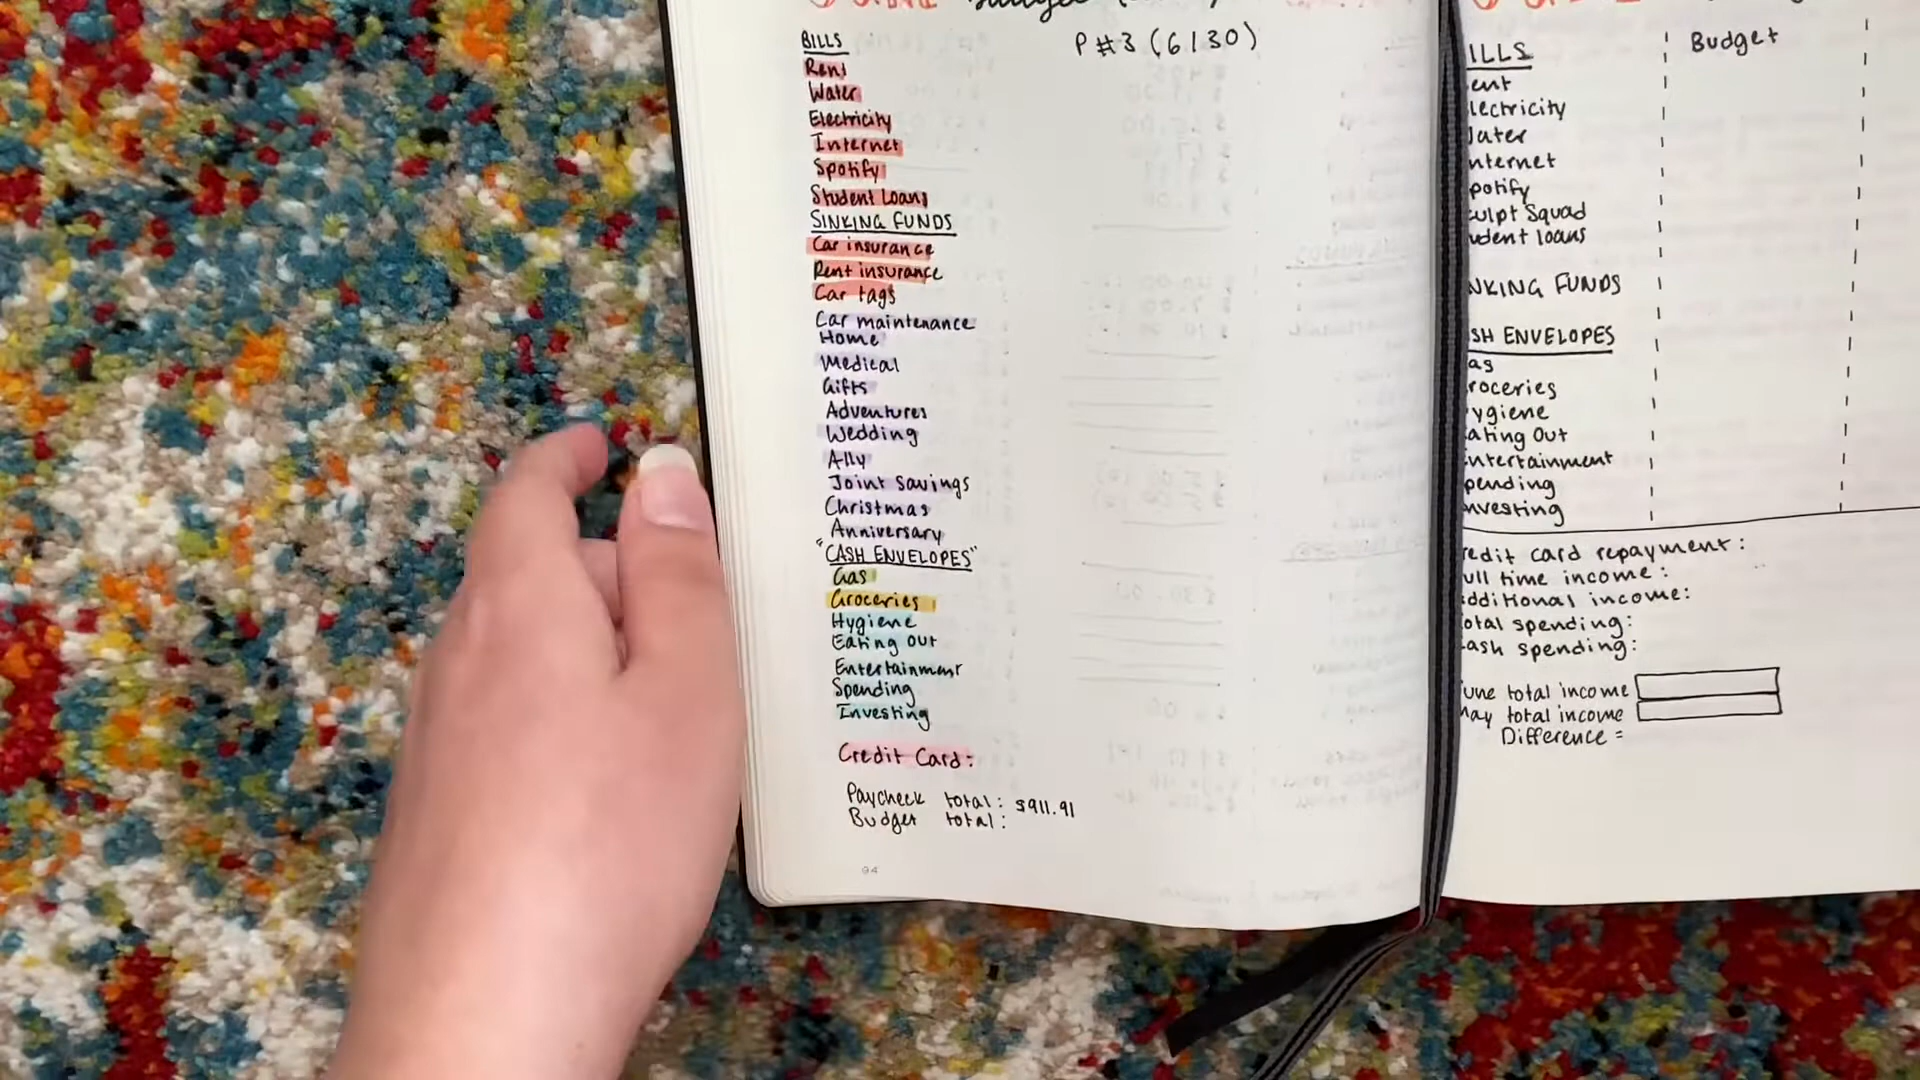 Budget
P#3 (6/30)
BILLS
Rent
Water
Electricity
Internet
Spotify
Student Loans
SINKING FUNDS
Car insurance
Rent insurance
Car tags
Car maintenance
Home
Medical
Gifts
Adventures
Wedding
Ally
Joint Savings
Christmas
Anniversary
"CASH ENVELOPES"
Gas
Groceries
Hygiene
Eating Out
Entertainment
Spending
Investing
Credit Card:
Paycheck total: $911.91
Budget total:
94
ILLS
Budget
ent
lectricity
ater
nternet
potify
culpt Squad
udent loans
NKING FUNDS
SH ENVELOPES
as
roceries
ygiene
ating Out
ntertainment
pending
nvesting
redit card repayment:
ull time income:
dditional income:
otal spending:
ash spending:
une total income
may total income
Difference =